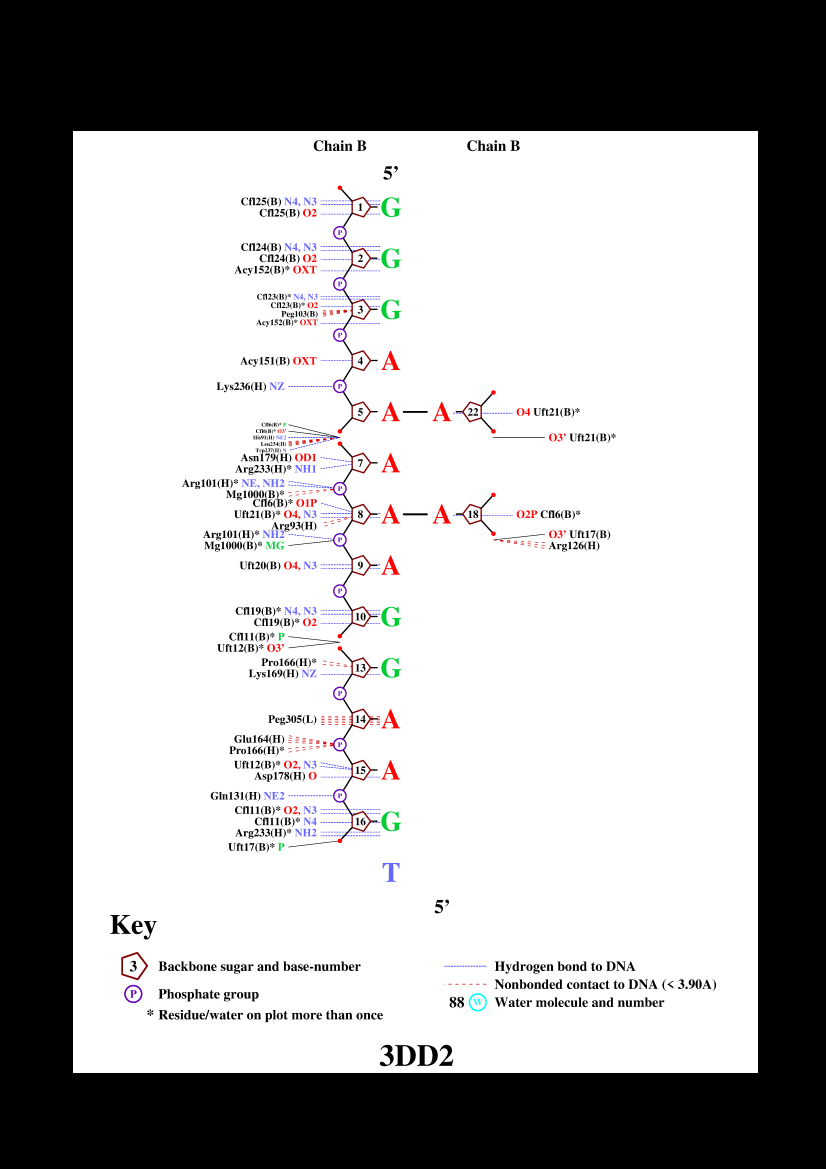 Chain B Chain B
5’
Cfl25(B) N4, N3
Cfl25(B) O2
1 G
P
Cfl24(B) N4, N3
Cfl24(B) O2
Acy152(B)* OXT
2 G
P
Cfl23(B)* N4, N3
Cfl23(B)* O2
Peg103(B)
Acy152(B)* OXT
3 G
P
Acy151(B) OXT
4 A
Lys236(H) NZ
P
5 A A 22 O4 Uft21(B)*
O3’ Uft21(B)*
Cfl6(B)* P
Cfl6(B)* O3’
His91(H) NE2
Leu234(H)
Trp237(H) N
Asn179(H) OD1
Arg233(H)* NH1
7 A
Arg101(H)* NE, NH2
Mg1000(B)*
P
Cfl6(B)* O1P
Uft21(B)* O4, N3
Arg93(H)
8 A A 18 O2P Cfl6(B)*
O3’ Uft17(B)
Arg126(H)
Arg101(H)* NH2
Mg1000(B)* MG
P
Uft20(B) O4, N3
9 A
P
Cfl19(B)* N4, N3
Cfl19(B)* O2
10 G
Cfl11(B)* P
Uft12(B)* O3’
Pro166(H)*
Lys169(H) NZ
13 G
P
Peg305(L)
14 A
Glu164(H)
Pro166(H)*
P
Uft12(B)* O2, N3
Asp178(H) O
15 A
Gln131(H) NE2
P
Cfl11(B)* O2, N3
Cfl11(B)* N4
Arg233(H)* NH2
16 G
Uft17(B)* P
T
5’
Key
3 Backbone sugar and base-number
P Phosphate group
* Residue/water on plot more than once
Hydrogen bond to DNA
Nonbonded contact to DNA (< 3.90A)
88 W Water molecule and number
3DD2